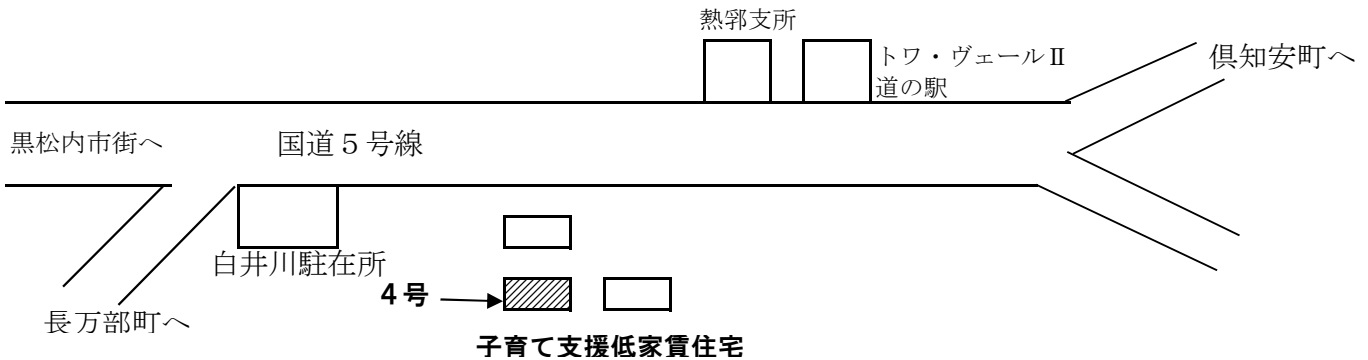 熱郛支所
トワ・ヴェールⅡ
道の駅
倶知安町へ
黒松内市街へ
国道５号線
白井川駐在所
４号
長万部町へ
子育て支援低家賃住宅